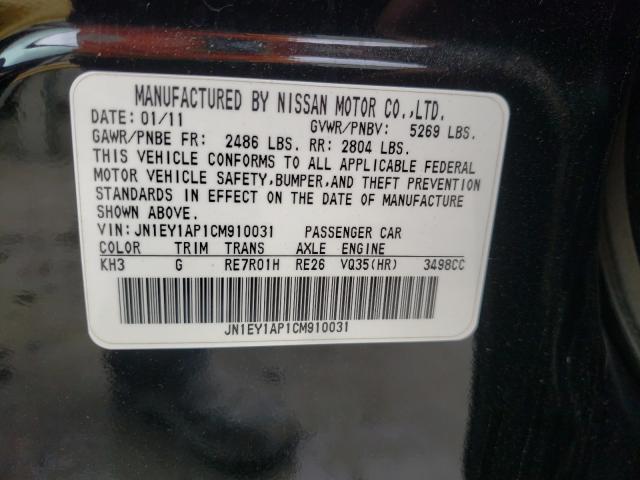 MANUFACTURED BY NISSAN MOTOR CO.,LTD.
DATE: 01/11 GVWR/PNBV: 5269 LBS.
GAWR/PNBE FR: 2486 LBS. RR: 2804 LBS.
THIS VEHICLE CONFORMS TO ALL APPLICABLE FEDERAL
MOTOR VEHICLE SAFETY,BUMPER,AND THEFT PREVENTION
STANDARDS IN EFFECT ON THE DATE OF MANUFACTURE
SHOWN ABOVE.
VIN: JN1EY1AP1CM910031 PASSENGER CAR
COLOR TRIM TRANS AXLE ENGINE
KH3 G RE7R01H RE26 VQ35(HR) 3498CC
JN1EY1AP1CM910031